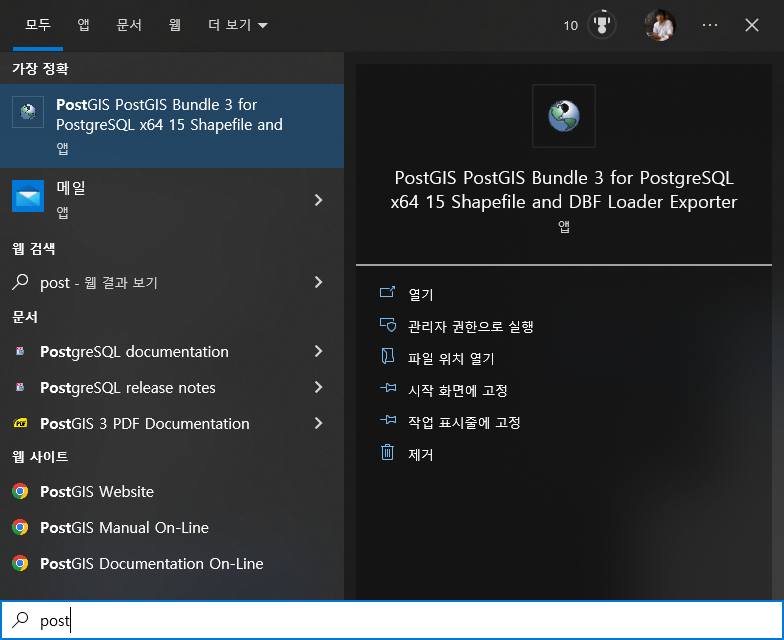 모두 앱 문서 웹 더 보기 10 ···
가장 정확
PostGIS PostGIS Bundle 3 for
PostgreSQL x64 15 Shapefile and
앱
메일
앱
웹 검색
post - 웹 결과 보기
문서
PostgreSQL documentation
PostgreSQL release notes
PostGIS 3 PDF Documentation
웹 사이트
PostGIS Website
PostGIS Manual On-Line
PostGIS Documentation On-Line
PostGIS PostGIS Bundle 3 for PostgreSQL
x64 15 Shapefile and DBF Loader Exporter
앱
열기
관리자 권한으로 실행
파일 위치 열기
시작 화면에 고정
작업 표시줄에 고정
제거
post